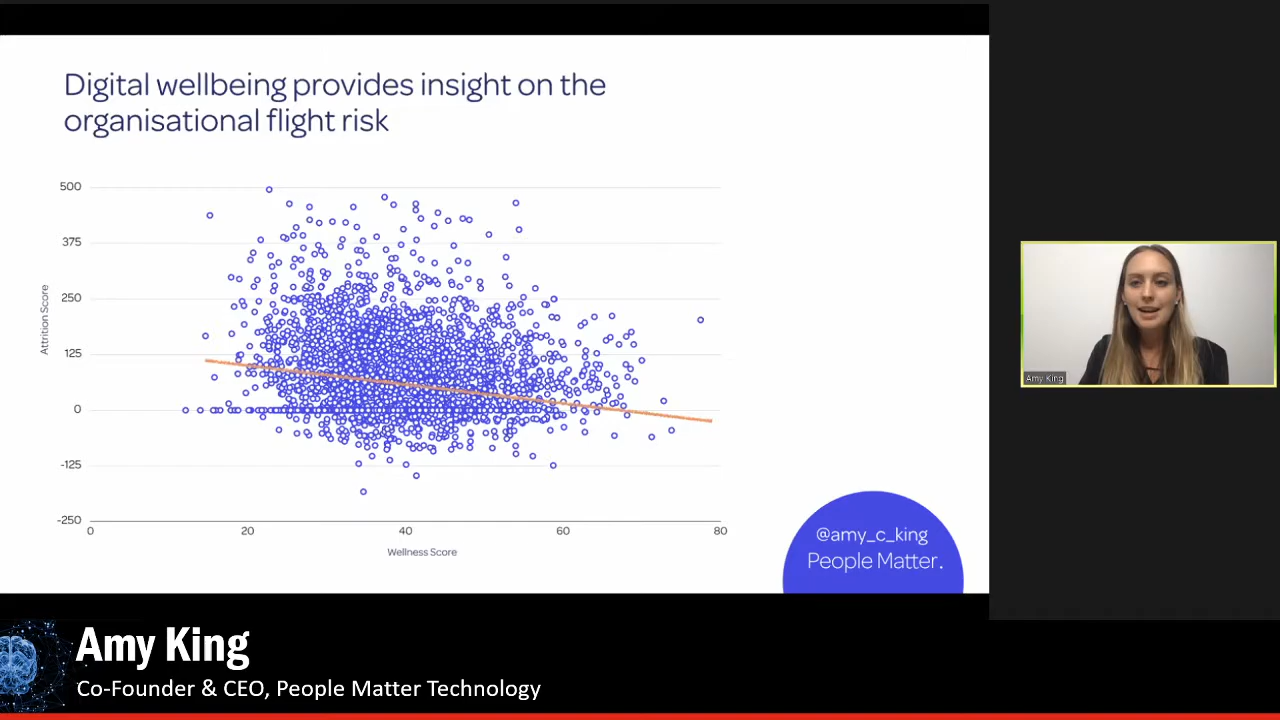 Digital wellbeing provides insight on the
organisational flight risk
500
375
250
125
0
-125
-250
Attrition Score
0 20 40 60 80
Wellness Score
@amy_c_king
People Matter.
Amy King
Amy King
Co-Founder & CEO, People Matter Technology